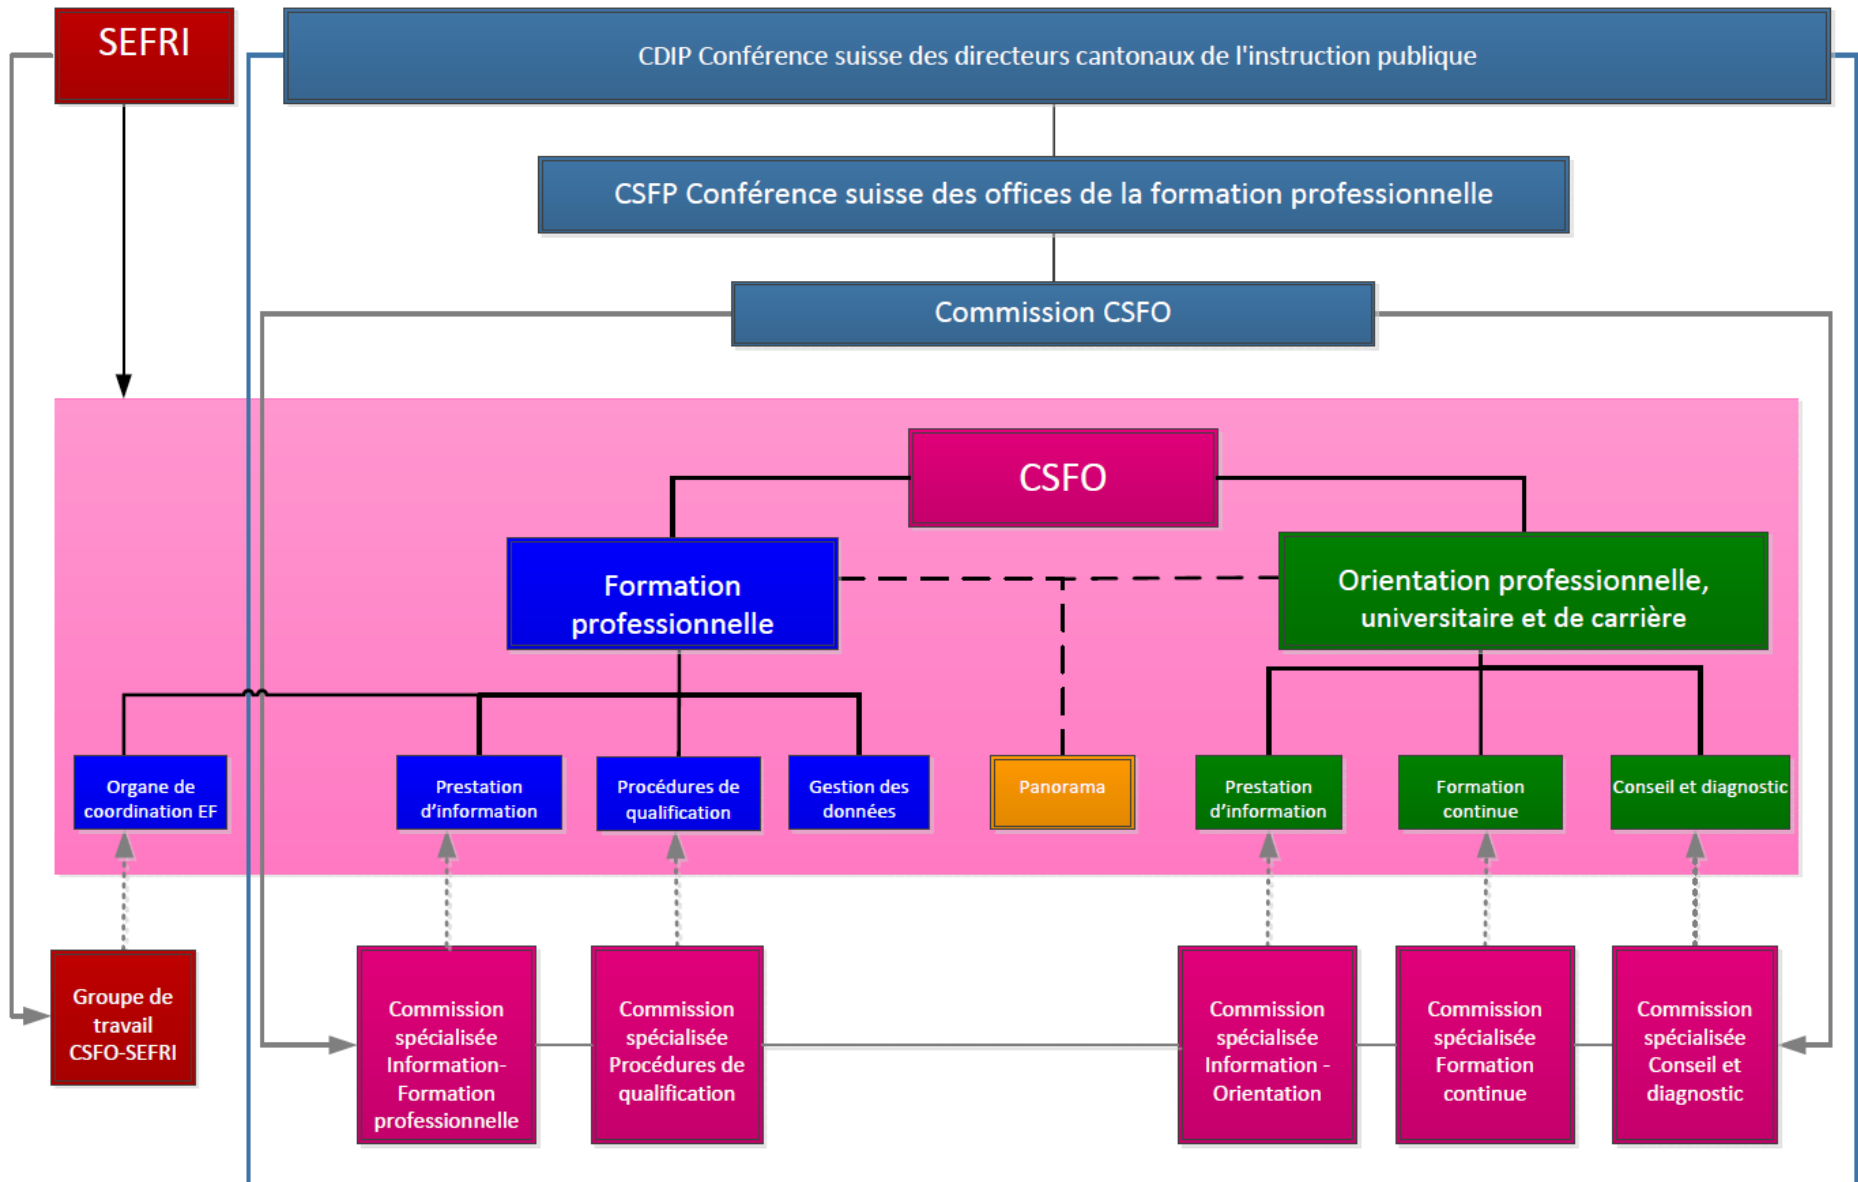 SEFRI
CDIP Conférence suisse des directeurs cantonaux de l'instruction publique
CSFP Conférence suisse des offices de la formation professionnelle
Commission CSFO
CSFO
Formation
professionnelle
Orientation professionnelle,
universitaire et de carrière
Organe de
coordination EF
Prestation
d’information
Procédures de
qualification
Gestion des
données
Panorama
Prestation
d’information
Formation
continue
Conseil et diagnostic
Groupe de
travail
CSFO-SEFRI
Commission
spécialisée
Information-
Formation
professionnelle
Commission
spécialisée
Procédures de
qualification
Commission
spécialisée
Information -
Orientation
Commission
spécialisée
Formation
continue
Commission
spécialisée
Conseil et
diagnostic